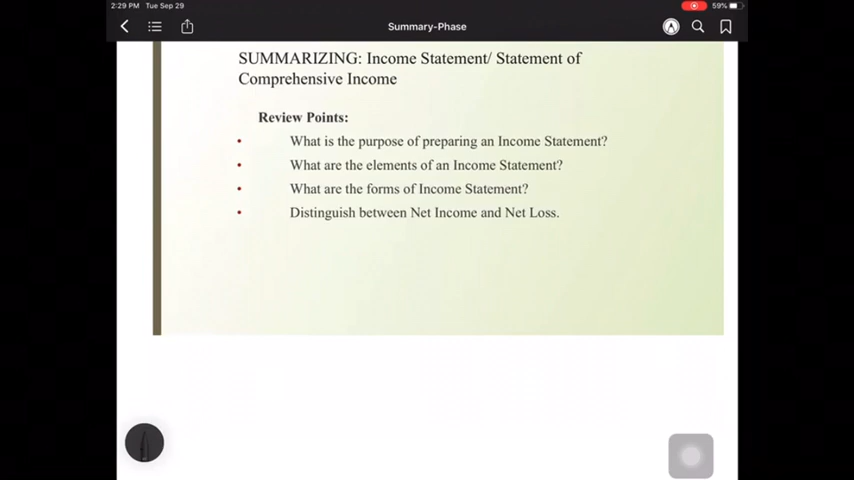 2:29 PM Tue Sep 29
59%
Summary-Phase
SUMMARIZING: Income Statement/ Statement of
Comprehensive Income
Review Points:
• What is the purpose of preparing an Income Statement?
• What are the elements of an Income Statement?
• What are the forms of Income Statement?
• Distinguish between Net Income and Net Loss.